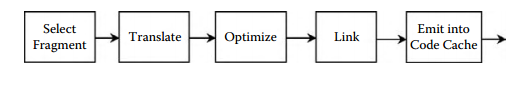 Select
Fragment
Translate
Optimize
Link
Emit into
Code Cache